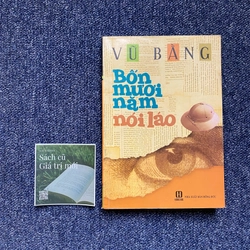 VŨ BẰNG
Bốn
mươi
năm
nói láo
Sách cũ
Giá trị mới